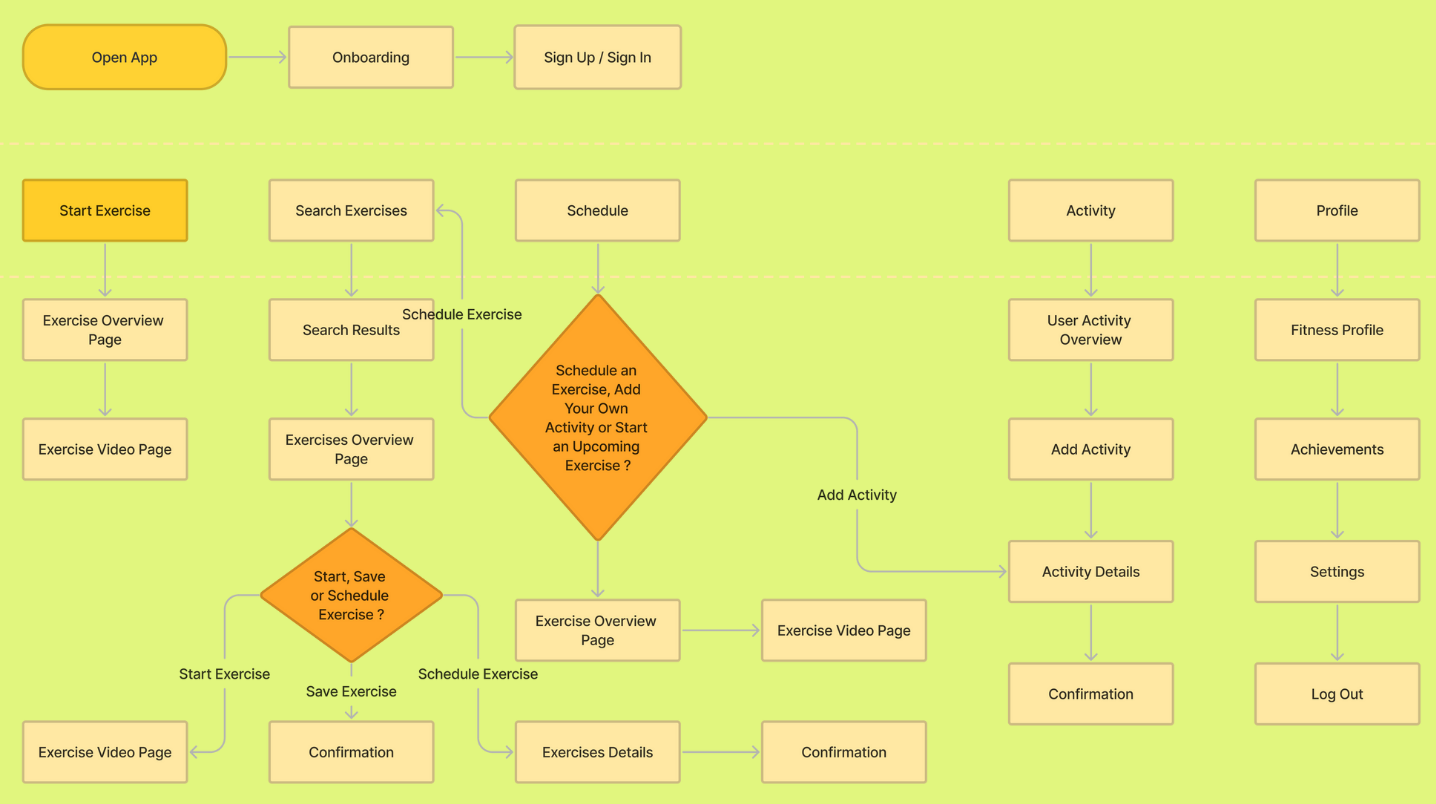 Open App
Onboarding
Sign Up / Sign In
Start Exercise
Search Exercises
Schedule
Activity
Profile
Exercise Overview
Page
Search Results
Schedule Exercise
User Activity
Overview
Fitness Profile
Schedule an
Exercise, Add
Your Own
Activity or Start
an Upcoming
Exercise ?
Exercise Video Page
Exercises Overview
Page
Add Activity
Achievements
Add Activity
Start, Save
or Schedule
Exercise ?
Activity Details
Settings
Exercise Overview
Page
Exercise Video Page
Start Exercise
Save Exercise
Schedule Exercise
Confirmation
Log Out
Exercise Video Page
Confirmation
Exercises Details
Confirmation